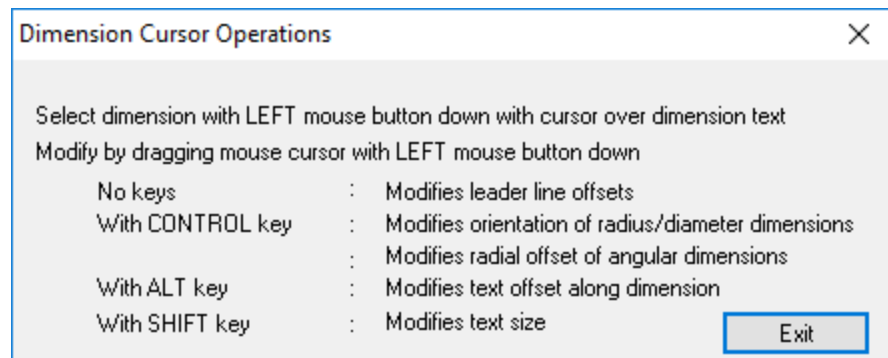 Dimension Cursor Operations
Select dimension with LEFT mouse button down with cursor over dimension text
Modify by dragging mouse cursor with LEFT mouse button down
No keys : Modifies leader line offsets
With CONTROL key : Modifies orientation of radius/diameter dimensions
: Modifies radial offset of angular dimensions
With ALT key : Modifies text offset along dimension
With SHIFT key : Modifies text size
Exit